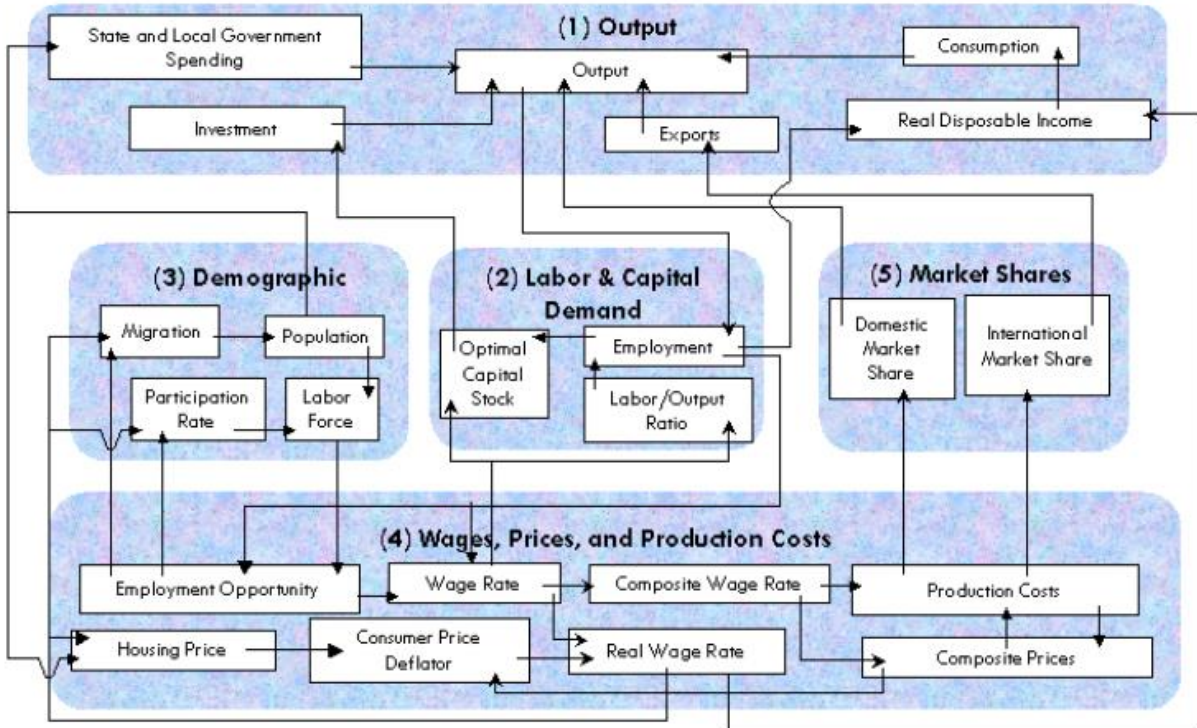 (1) Output
State and Local Government
Spending
Output
Consumption
Investment
Exports
Real Disposable Income
(3) Demographic
Migration
Population
Participation
Rate
Labor
Force
(2) Labor & Capital
Demand
Optimal
Capital
Stock
Employment
Labor/Output
Ratio
(5) Market Shares
Domestic
Market
Share
International
Market Share
(4) Wages, Prices, and Production Costs
Employment Opportunity
Wage Rate
Composite Wage Rate
Production Costs
Housing Price
Consumer Price
Deflator
Real Wage Rate
Composite Prices